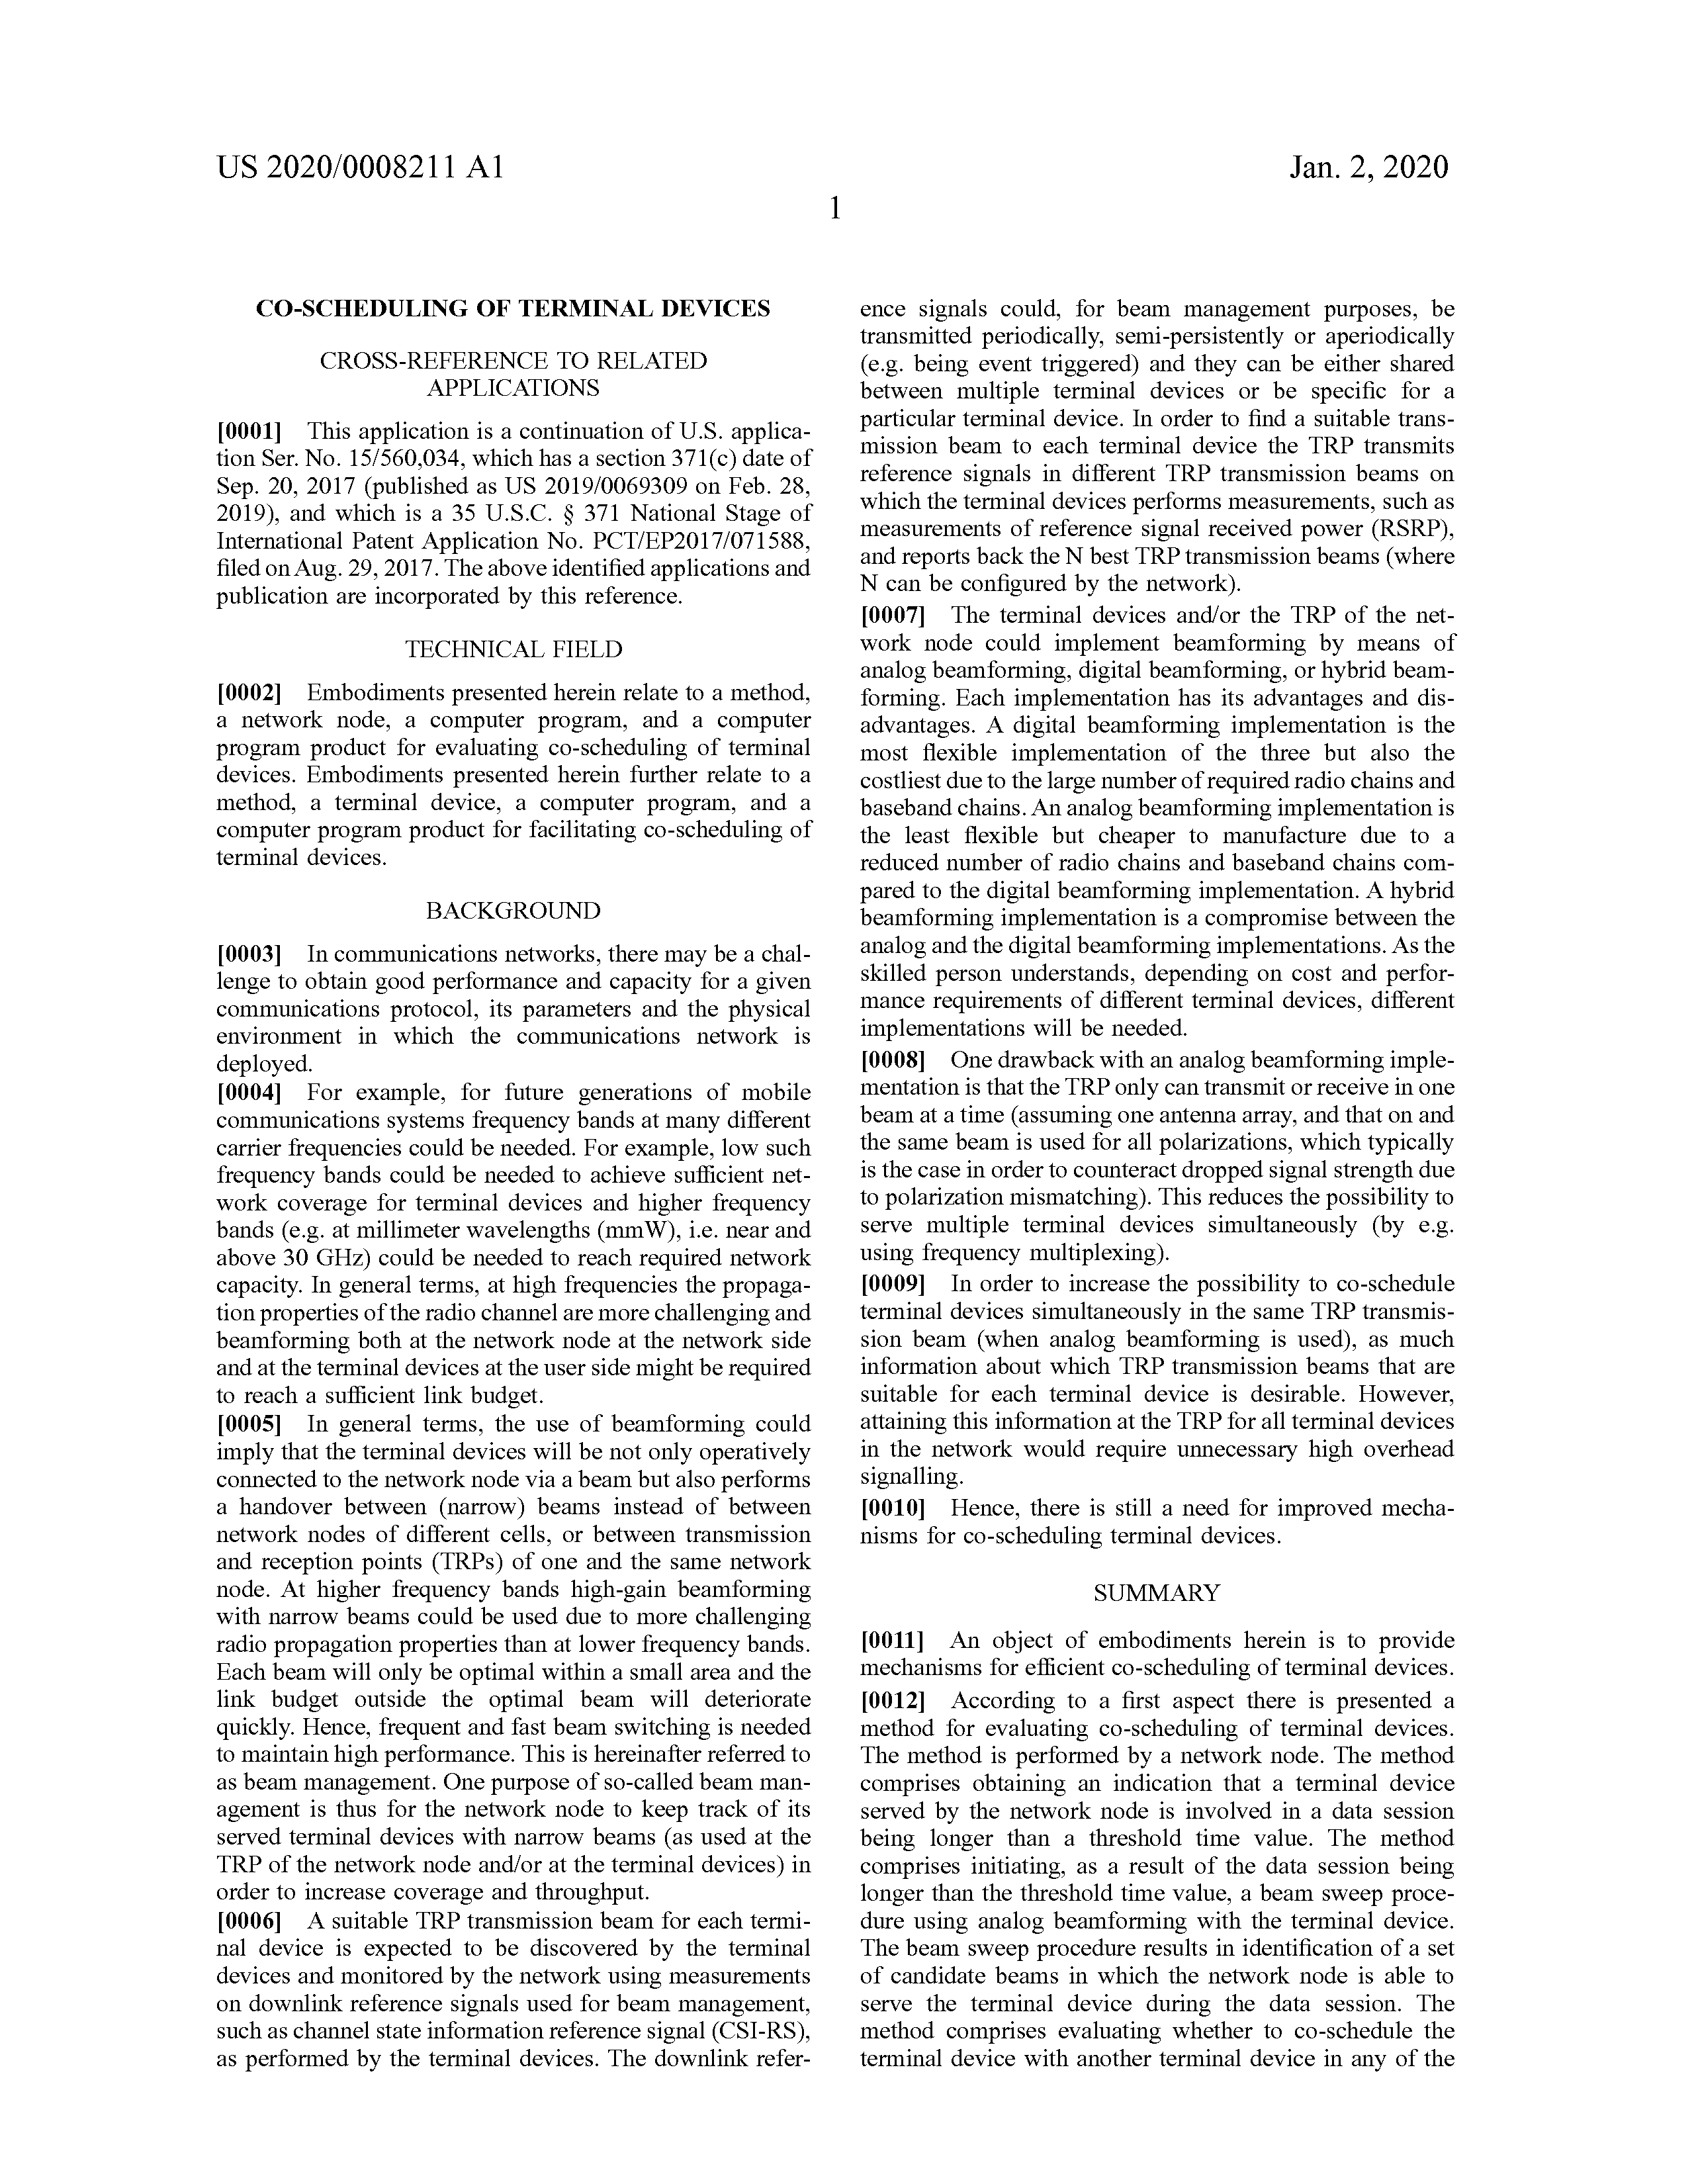 US 2020/0008211 A1
Jan. 2, 2020
1
CO-SCHEDULING OF TERMINAL DEVICES
CROSS-REFERENCE TO RELATED
APPLICATIONS
[0001] This application is a continuation of U.S. applica-
tion Ser. No. 15/560,034, which has a section 371(c) date of
Sep. 20, 2017 (published as US 2019/0069309 on Feb. 28,
2019), and which is a 35 U.S.C. § 371 National Stage of
International Patent Application No. PCT/EP2017/071588,
filed on Aug. 29, 2017. The above identified applications and
publication are incorporated by this reference.
TECHNICAL FIELD
[0002] Embodiments presented herein relate to a method,
a network node, a computer program, and a computer
program product for evaluating co-scheduling of terminal
devices. Embodiments presented herein further relate to a
method, a terminal device, a computer program, and a
computer program product for facilitating co-scheduling of
terminal devices.
BACKGROUND
[0003] In communications networks, there may be a chal-
lenge to obtain good performance and capacity for a given
communications protocol, its parameters and the physical
environment in which the communications network is
deployed.
[0004] For example, for future generations of mobile
communications systems frequency bands at many different
carrier frequencies could be needed. For example, low such
frequency bands could be needed to achieve sufficient net-
work coverage for terminal devices and higher frequency
bands (e.g. at millimeter wavelengths (mmW), i.e. near and
above 30 GHz) could be needed to reach required network
capacity. In general terms, at high frequencies the propaga-
tion properties of the radio channel are more challenging and
beamforming both at the network node at the network side
and at the terminal devices at the user side might be required
to reach a sufficient link budget.
[0005] In general terms, the use of beamforming could
imply that the terminal devices will be not only operatively
connected to the network node via a beam but also performs
a handover between (narrow) beams instead of between
network nodes of different cells, or between transmission
and reception points (TRPs) of one and the same network
node. At higher frequency bands high-gain beamforming
with narrow beams could be used due to more challenging
radio propagation properties than at lower frequency bands.
Each beam will only be optimal within a small area and the
link budget outside the optimal beam will deteriorate
quickly. Hence, frequent and fast beam switching is needed
to maintain high performance. This is hereinafter referred to
as beam management. One purpose of so-called beam man-
agement is thus for the network node to keep track of its
served terminal devices with narrow beams (as used at the
TRP of the network node and/or at the terminal devices) in
order to increase coverage and throughput.
[0006] A suitable TRP transmission beam for each termi-
nal device is expected to be discovered by the terminal
devices and monitored by the network using measurements
on downlink reference signals used for beam management,
such as channel state information reference signal (CSI-RS),
as performed by the terminal devices. The downlink refer-
ence signals could, for beam management purposes, be
transmitted periodically, semi-persistently or aperiodically
(e.g. being event triggered) and they can be either shared
between multiple terminal devices or be specific for a
particular terminal device. In order to find a suitable trans-
mission beam to each terminal device the TRP transmits
reference signals in different TRP transmission beams on
which the terminal devices performs measurements, such as
measurements of reference signal received power (RSRP),
and reports back the N best TRP transmission beams (where
N can be configured by the network).
[0007] The terminal devices and/or the TRP of the net-
work node could implement beamforming by means of
analog beamforming, digital beamforming, or hybrid beam-
forming. Each implementation has its advantages and dis-
advantages. A digital beamforming implementation is the
most flexible implementation of the three but also the
costliest due to the large number of required radio chains and
baseband chains. An analog beamforming implementation is
the least flexible but cheaper to manufacture due to a
reduced number of radio chains and baseband chains com-
pared to the digital beamforming implementation. A hybrid
beamforming implementation is a compromise between the
analog and the digital beamforming implementations. As the
skilled person understands, depending on cost and perfor-
mance requirements of different terminal devices, different
implementations will be needed.
[0008] One drawback with an analog beamforming imple-
mentation is that the TRP only can transmit or receive in one
beam at a time (assuming one antenna array, and that on and
the same beam is used for all polarizations, which typically
is the case in order to counteract dropped signal strength due
to polarization mismatching). This reduces the possibility to
serve multiple terminal devices simultaneously (by e.g.
using frequency multiplexing).
[0009] In order to increase the possibility to co-schedule
terminal devices simultaneously in the same TRP transmis-
sion beam (when analog beamforming is used), as much
information about which TRP transmission beams that are
suitable for each terminal device is desirable. However,
attaining this information at the TRP for all terminal devices
in the network would require unnecessary high overhead
signalling.
[0010] Hence, there is still a need for improved mecha-
nisms for co-scheduling terminal devices.
SUMMARY
[0011] An object of embodiments herein is to provide
mechanisms for efficient co-scheduling of terminal devices.
[0012] According to a first aspect there is presented a
method for evaluating co-scheduling of terminal devices.
The method is performed by a network node. The method
comprises obtaining an indication that a terminal device
served by the network node is involved in a data session
being longer than a threshold time value. The method
comprises initiating, as a result of the data session being
longer than the threshold time value, a beam sweep proce-
dure using analog beamforming with the terminal device.
The beam sweep procedure results in identification of a set
of candidate beams in which the network node is able to
serve the terminal device during the data session. The
method comprises evaluating whether to co-schedule the
terminal device with another terminal device in any of the